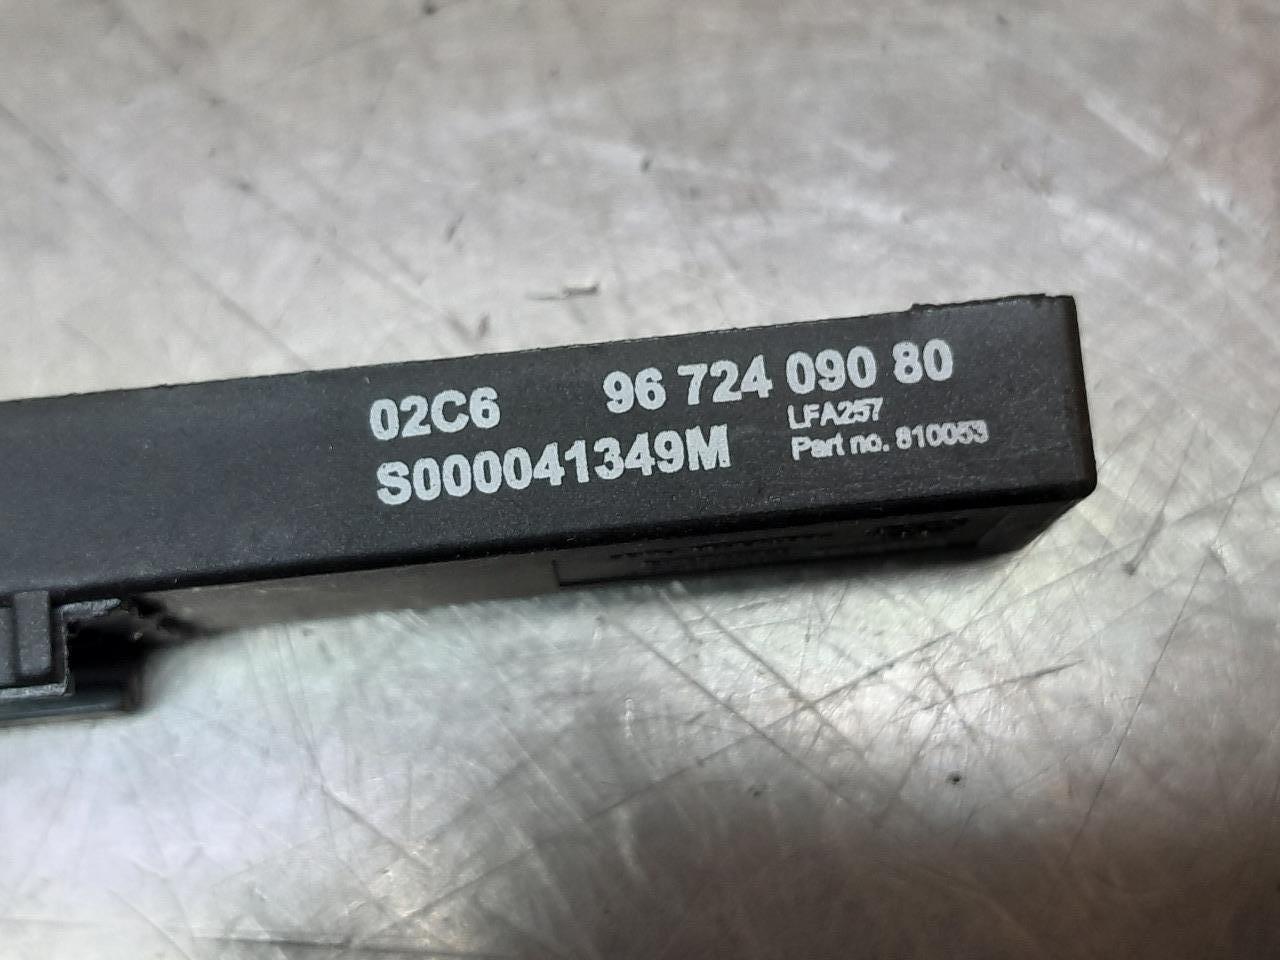 02C6 96 724 090 80
LFA257
S000041349M Part no. 810053